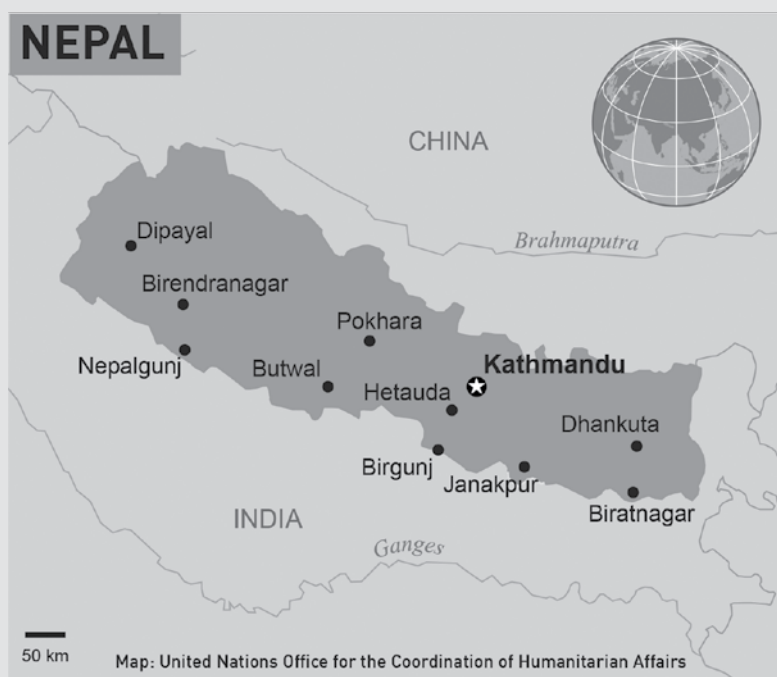 NEPAL
CHINA
Brahmaputra
Dipayal
Birendranagar
Pokhara
Nepalgunj
Butwal
Kathmandu
Hetauda
Dhankuta
Birgunj
Janakpur
Biratnagar
INDIA
Ganges
50 km
Map: United Nations Office for the Coordination of Humanitarian Affairs